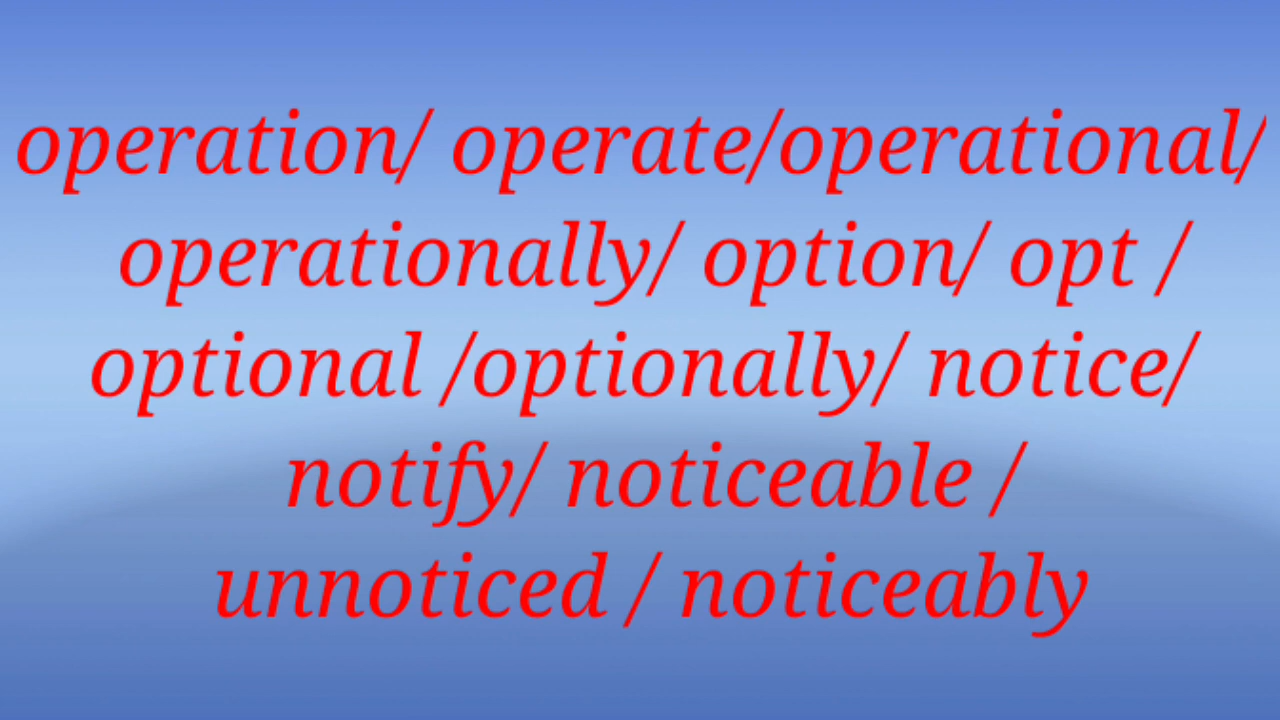 operation/ operate/operational/
operationally/ option/ opt /
optional /optionally/ notice/
notify/ noticeable /
unnoticed / noticeably